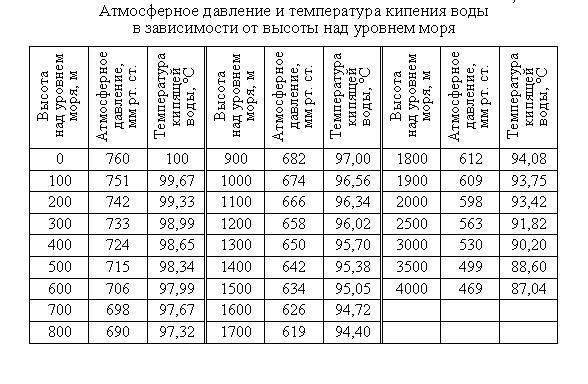 Атмосферное давление и температура кипения воды
в зависимости от высоты над уровнем моря
Высота над уровнем моря, м Атмосферное давление, мм рт. ст. Температура кипящей воды, °С Высота над уровнем моря, м Атмосферное давление, мм рт. ст. Температура кипящей воды, °С Высота над уровнем моря, м Атмосферное давление, мм рт. ст. Температура кипящей воды, °С
0 760 100 900 682 97,00 1800 612 94,08
100 751 99,67 1000 674 96,56 1900 609 93,75
200 742 99,33 1100 666 96,34 2000 598 93,42
300 733 98,99 1200 658 96,02 2500 563 91,82
400 724 98,65 1300 650 95,70 3000 530 90,20
500 715 98,34 1400 642 95,38 3500 499 88,60
600 706 97,99 1500 634 95,05 4000 469 87,04
700 698 97,67 1600 626 94,72
800 690 97,32 1700 619 94,40